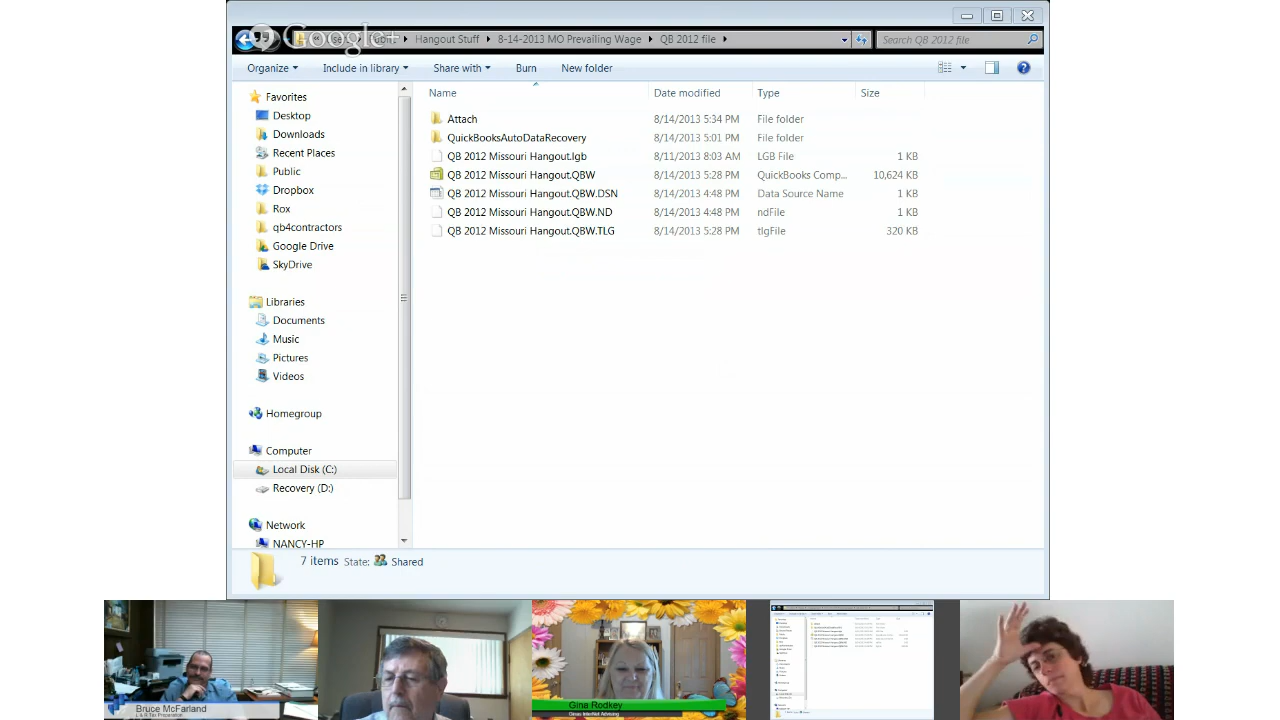 Google+
Hangout Stuff 8-14-2013 MO Prevailing Wage QB 2012 file
Search QB 2012 file
Organize Include in library Share with Burn New folder
Name Date modified Type Size
Favorites
Desktop
Downloads
Recent Places
Public
Dropbox
Rox
qb4contractors
Google Drive
SkyDrive
Libraries
Documents
Music
Pictures
Videos
Homegroup
Computer
Local Disk (C:)
Recovery (D:)
Network
NANCY-HP
Attach 8/14/2013 5:34 PM File folder
QuickBooksAutoDataRecovery 8/14/2013 5:01 PM File folder
QB 2012 Missouri Hangout.lgb 8/11/2013 8:03 AM LGB File 1 KB
QB 2012 Missouri Hangout.QBW 8/14/2013 5:28 PM QuickBooks Comp... 10,624 KB
QB 2012 Missouri Hangout.QBW.DSN 8/14/2013 4:48 PM Data Source Name 1 KB
QB 2012 Missouri Hangout.QBW.ND 8/14/2013 4:48 PM ndFile 1 KB
QB 2012 Missouri Hangout.QBW.TLG 8/14/2013 5:28 PM tlgFile 320 KB
7 items State: Shared
Bruce McFarland
L & R Tax Preparation
Gina Rodkey
Ginas InterNet Advising